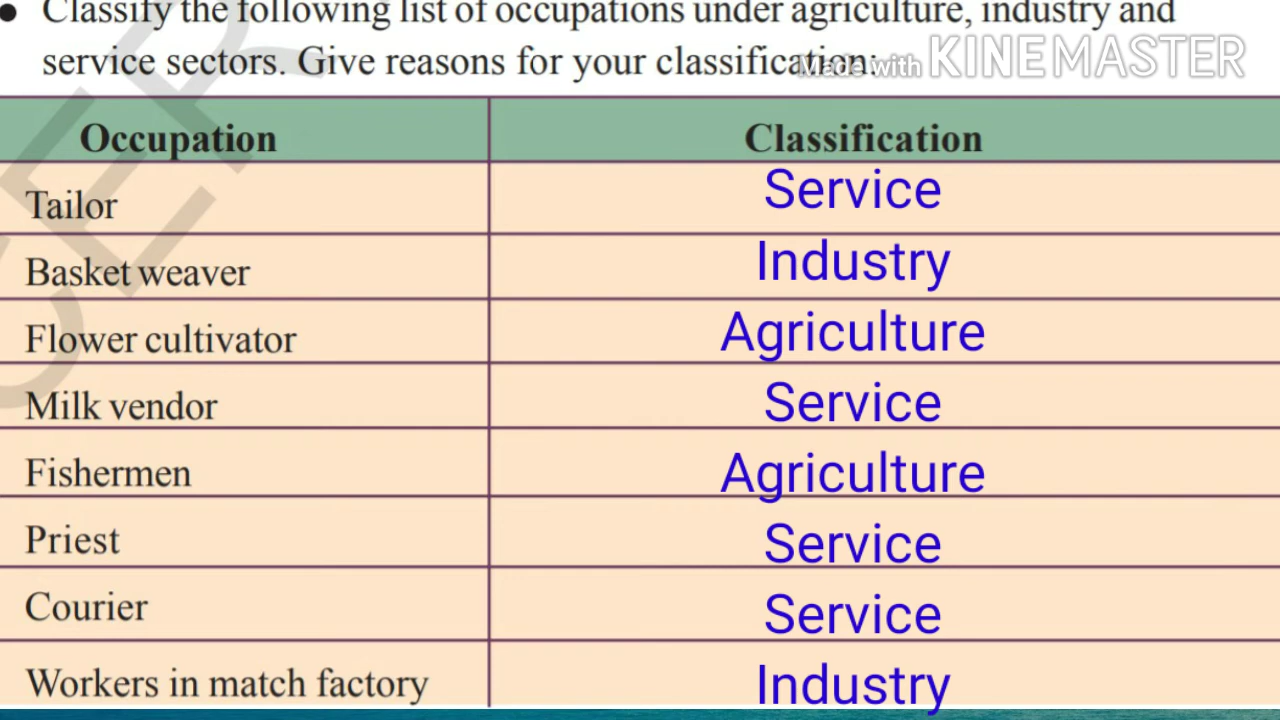 • Classify the following list of occupations under agriculture, industry and
service sectors. Give reasons for your classification:
Made with KINEMASTER
Occupation Classification
Tailor Service
Basket weaver Industry
Flower cultivator Agriculture
Milk vendor Service
Fishermen Agriculture
Priest Service
Courier Service
Workers in match factory Industry